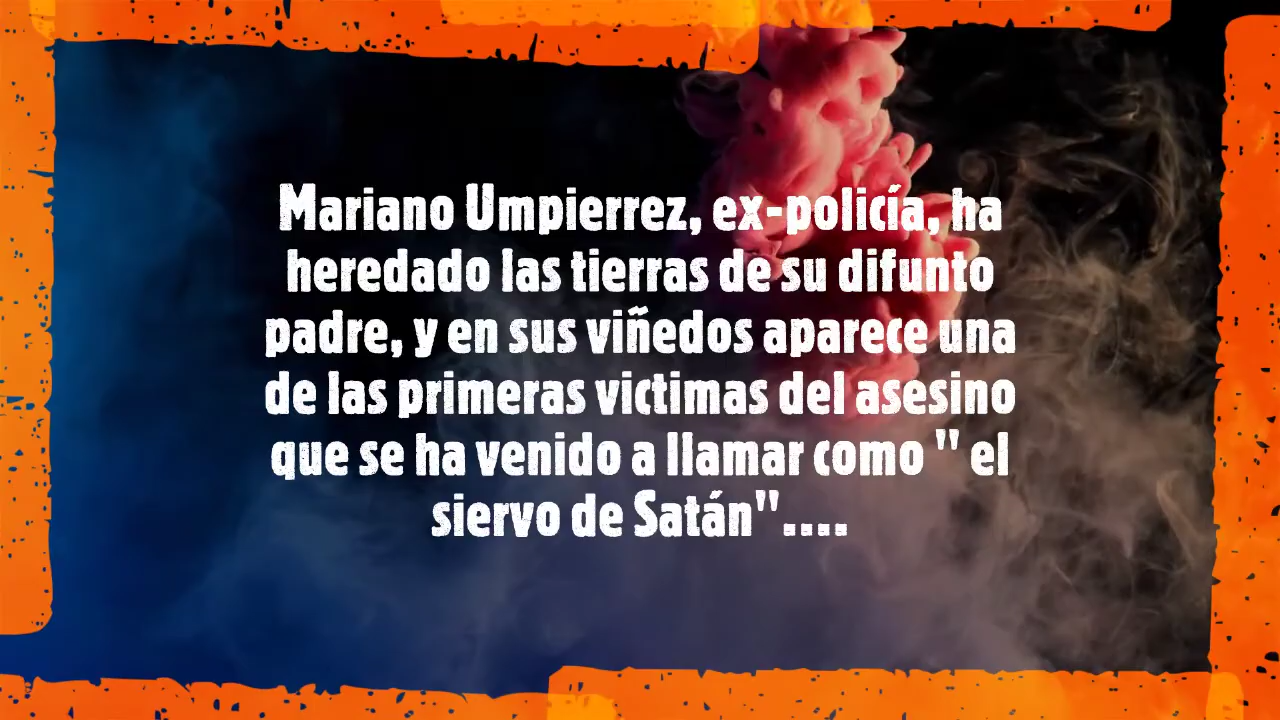 Mariano Umpierrez, ex-policía, ha
heredado las tierras de su difunto
padre, y en sus viñedos aparece una
de las primeras victimas del asesino
que se ha venido a llamar como " el
siervo de Satán"....